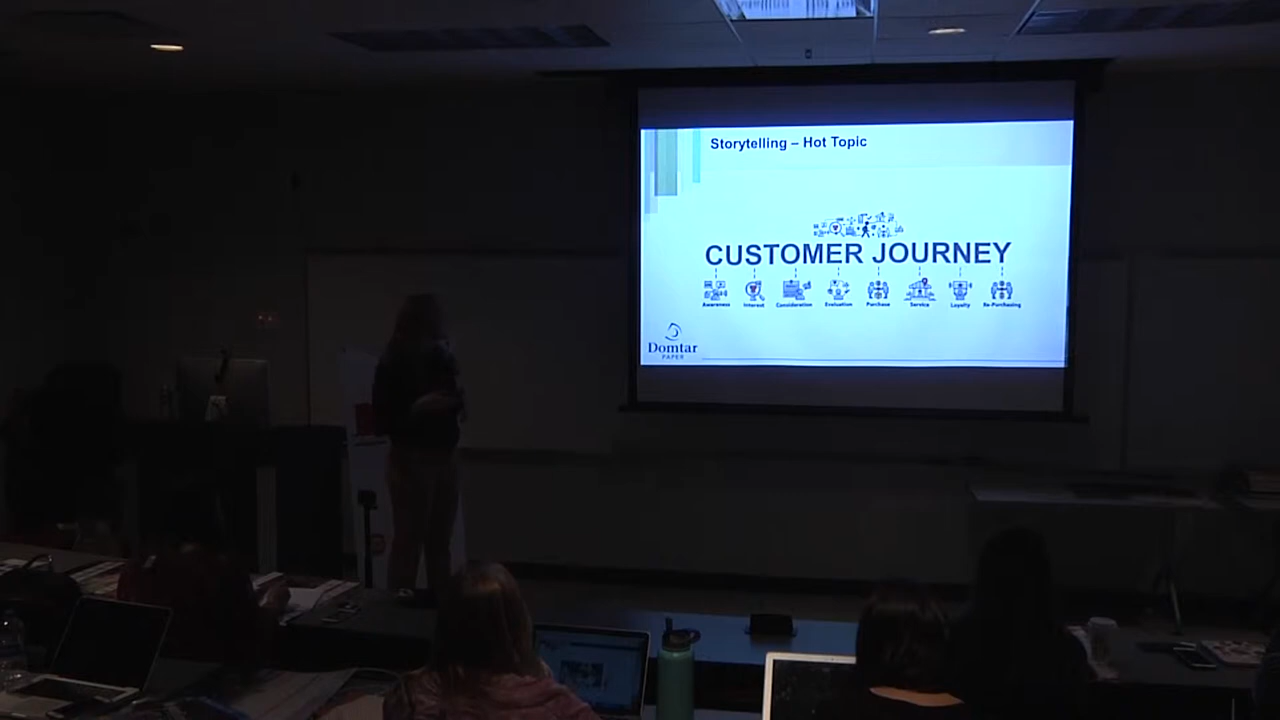 Storytelling – Hot Topic
CUSTOMER JOURNEY
Awareness Interest Consideration Evaluation Purchase Service Loyalty Re-Purchasing
Domtar
PAPER